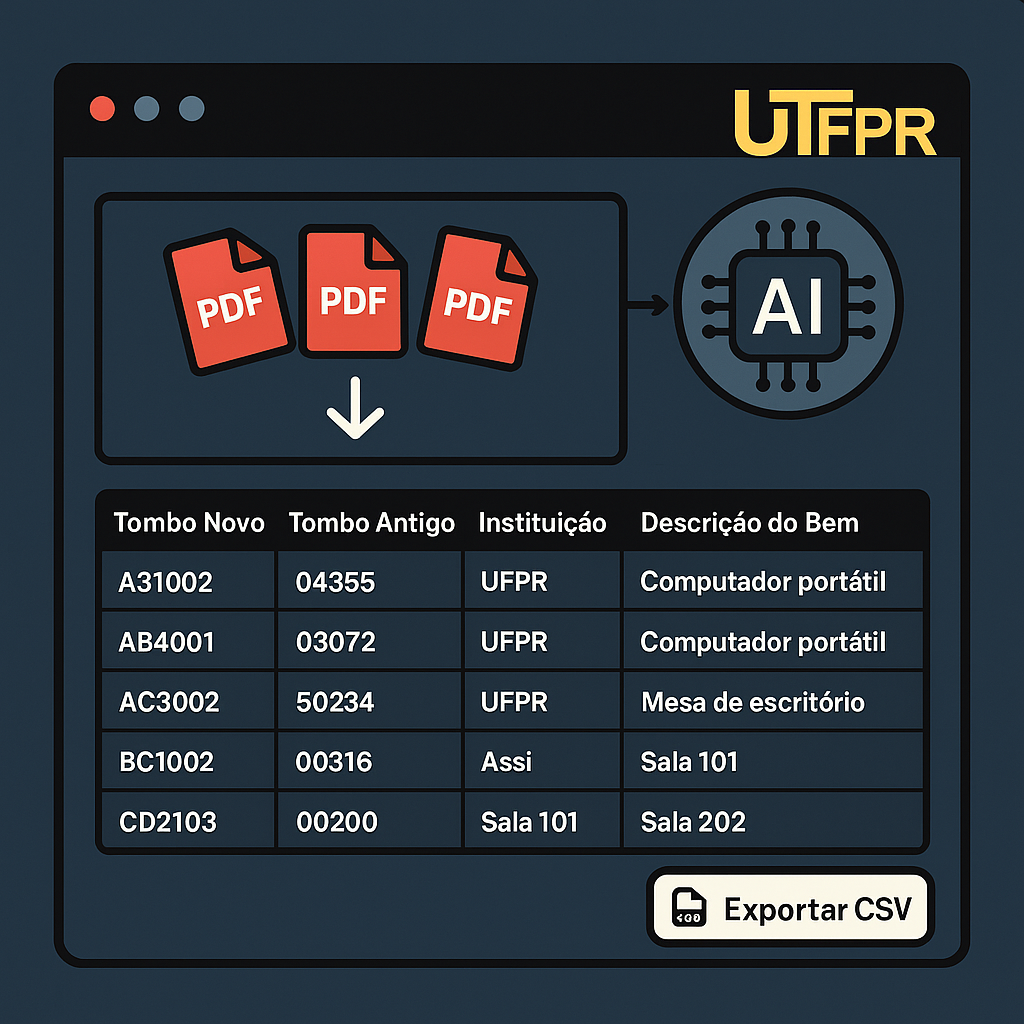 UTFPR
PDF PDF PDF
AI
Tombo Novo Tombo Antigo Instituiçáo Descriçáo do Bem
A31002 04355 UFPR Computador portátil
AB4001 03072 UFPR Computador portátil
AC3002 50234 UFPR Mesa de escritório
BC1002 00316 Assi Sala 101
CD2103 00200 Sala 101 Sala 202
Exportar CSV